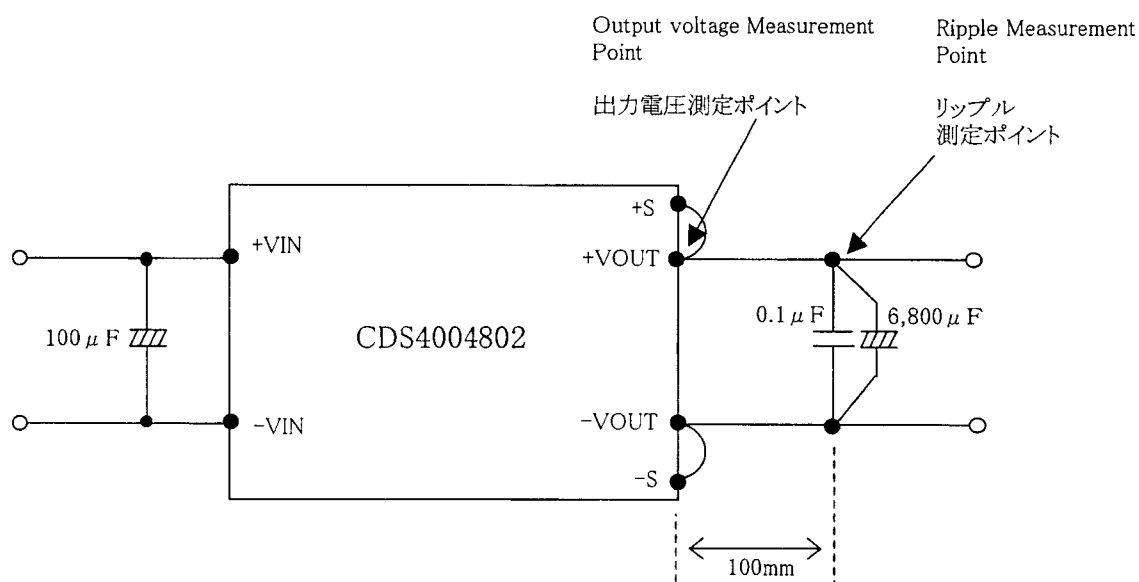 Output voltage Measurement
Point
出力電圧測定ポイント
Ripple Measurement
Point
リップル
測定ポイント
+S
+VIN
+VOUT
100μF
CDS4004802
0.1μF
6,800μF
-VIN
-VOUT
-S
100mm